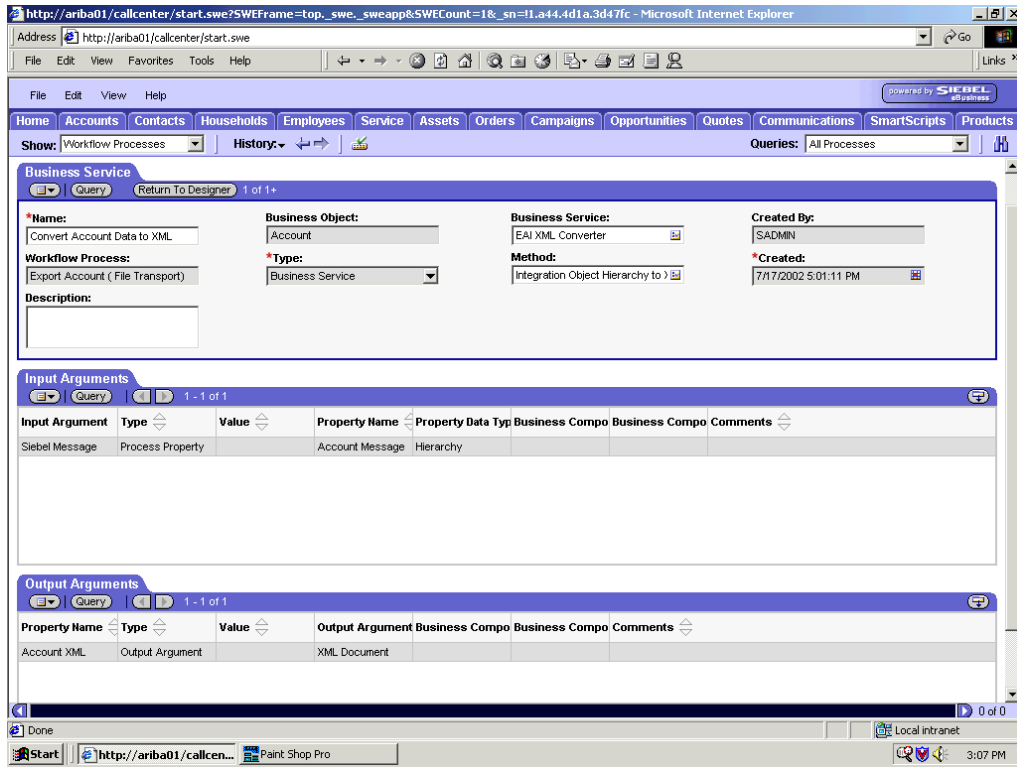 http://ariba01/callcenter/start.swe?SWEFrame=top._swe._sweapp&SWECount=1&_sn=!1.a44.4d1a.3d47fc - Microsoft Internet Explorer
Address http://ariba01/callcenter/start.swe Go
File Edit View Favorites Tools Help Links »
File Edit View Help powered by SIEBEL eBusiness
Home Accounts Contacts Households Employees Service Assets Orders Campaigns Opportunities Quotes Communications SmartScripts Products
Show: Workflow Processes History: Queries: All Processes
Business Service
Query Return To Designer 1 of 1+
*Name: Business Object: Business Service: Created By:
Convert Account Data to XML Account EAI XML Converter SADMIN
Workflow Process: *Type: Method: *Created:
Export Account ( File Transport) Business Service Integration Object Hierarchy to 7/17/2002 5:01:11 PM
Description:
Input Arguments
Query 1 - 1 of 1
Input Argument Type Value Property Name Property Data Typ Business Compo Business Compo Comments
Siebel Message Process Property Account Message Hierarchy
Output Arguments
Query 1 - 1 of 1
Property Name Type Value Output Argument Business Compo Business Compo Comments
Account XML Output Argument XML Document
0 of 0
Done Local intranet
Start http://ariba01/callcen... Paint Shop Pro 3:07 PM